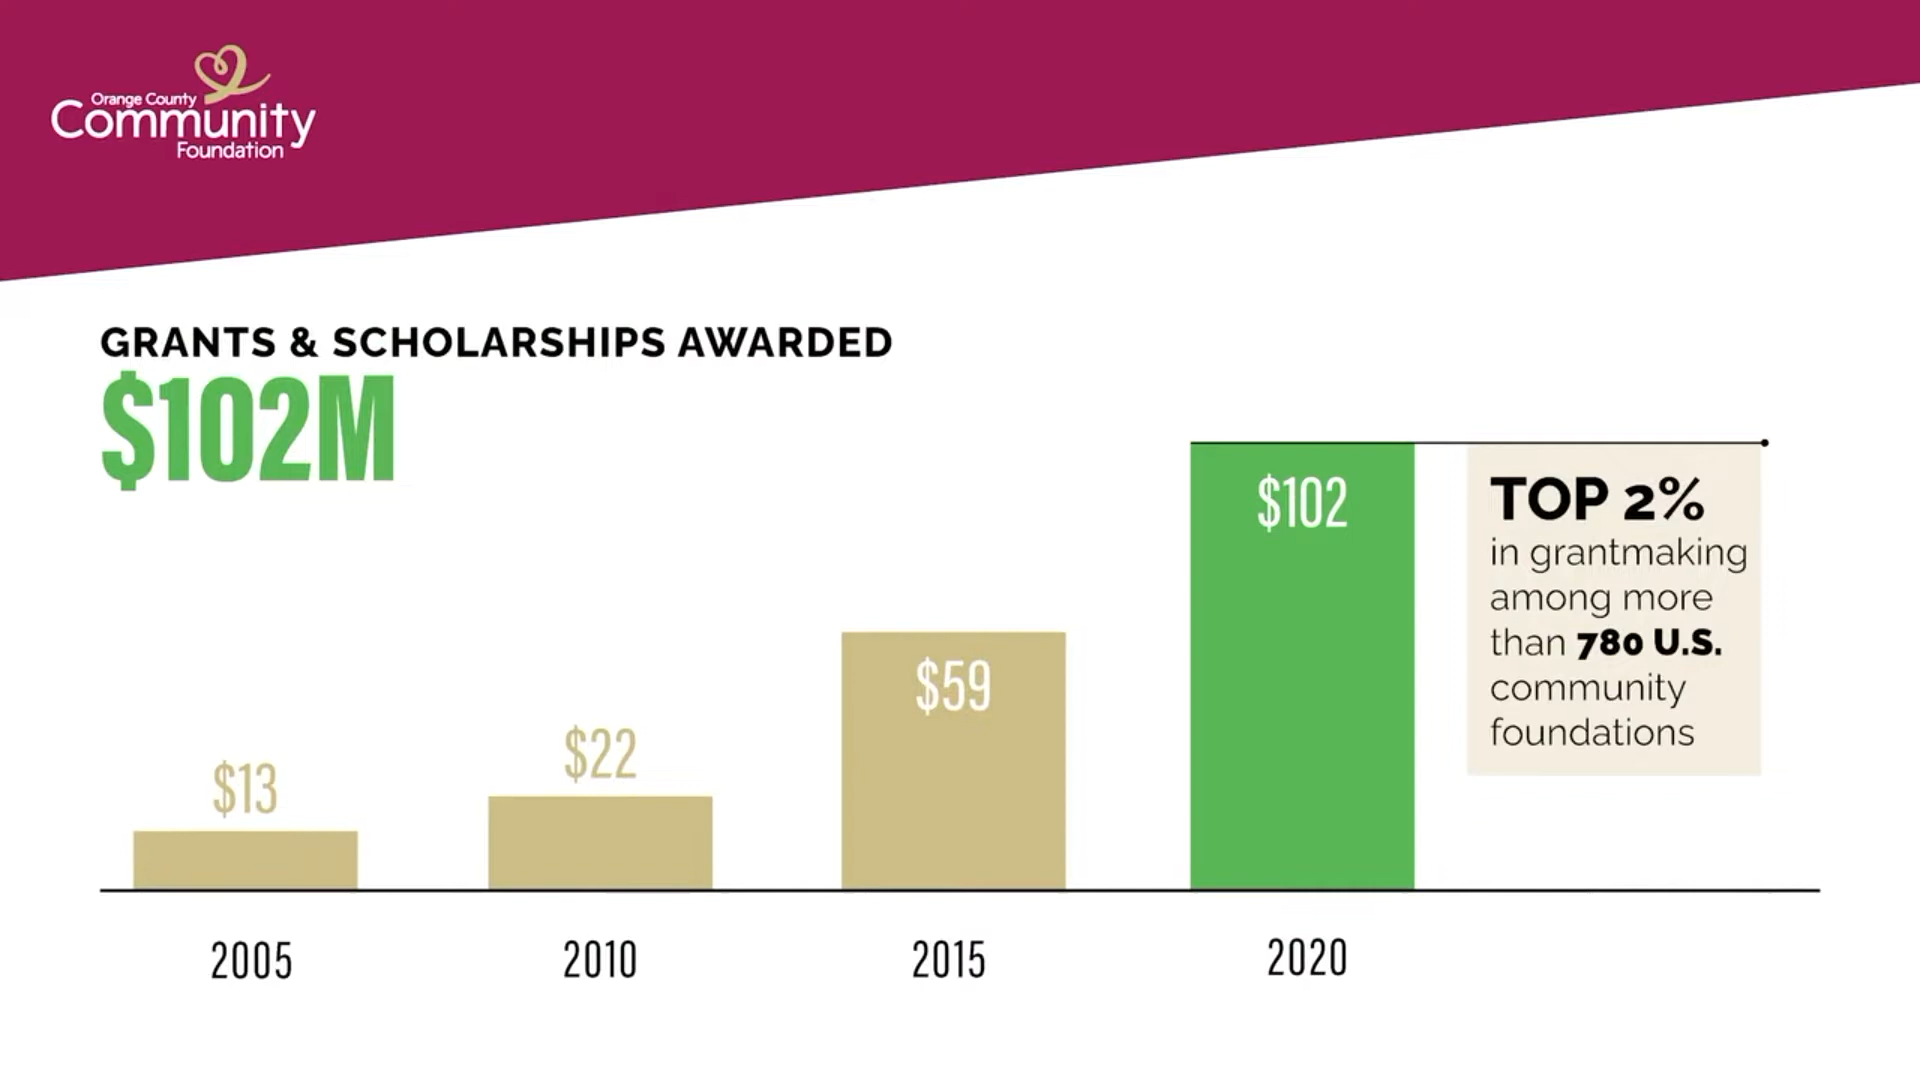 Orange County
Community
Foundation
GRANTS & SCHOLARSHIPS AWARDED
$102M
$13
$22
$59
$102
TOP 2%
in grantmaking
among more
than 780 U.S.
community
foundations
2005
2010
2015
2020